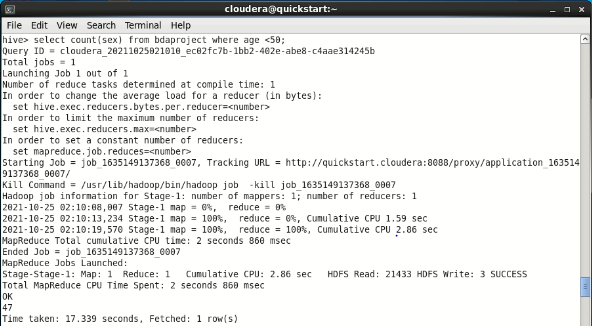 cloudera@quickstart:~
File Edit View Search Terminal Help
hive> select count(sex) from bdaproject where age <50;
Query ID = cloudera_20211025021010_ec02fc7b-1bb2-402e-abe8-c4aae314245b
Total jobs = 1
Launching Job 1 out of 1
Number of reduce tasks determined at compile time: 1
In order to change the average load for a reducer (in bytes):
  set hive.exec.reducers.bytes.per.reducer=<number>
In order to limit the maximum number of reducers:
  set hive.exec.reducers.max=<number>
In order to set a constant number of reducers:
  set mapreduce.job.reduces=<number>
Starting Job = job_1635149137368_0007, Tracking URL = http://quickstart.cloudera:8088/proxy/application_163514
9137368_0007/
Kill Command = /usr/lib/hadoop/bin/hadoop job  -kill job_1635149137368_0007
Hadoop job information for Stage-1: number of mappers: 1; number of reducers: 1
2021-10-25 02:10:08,007 Stage-1 map = 0%,  reduce = 0%
2021-10-25 02:10:13,234 Stage-1 map = 100%,  reduce = 0%, Cumulative CPU 1.59 sec
2021-10-25 02:10:19,570 Stage-1 map = 100%,  reduce = 100%, Cumulative CPU 2.86 sec
MapReduce Total cumulative CPU time: 2 seconds 860 msec
Ended Job = job_1635149137368_0007
MapReduce Jobs Launched:
Stage-Stage-1: Map: 1  Reduce: 1   Cumulative CPU: 2.86 sec   HDFS Read: 21433 HDFS Write: 3 SUCCESS
Total MapReduce CPU Time Spent: 2 seconds 860 msec
OK
47
Time taken: 17.339 seconds, Fetched: 1 row(s)